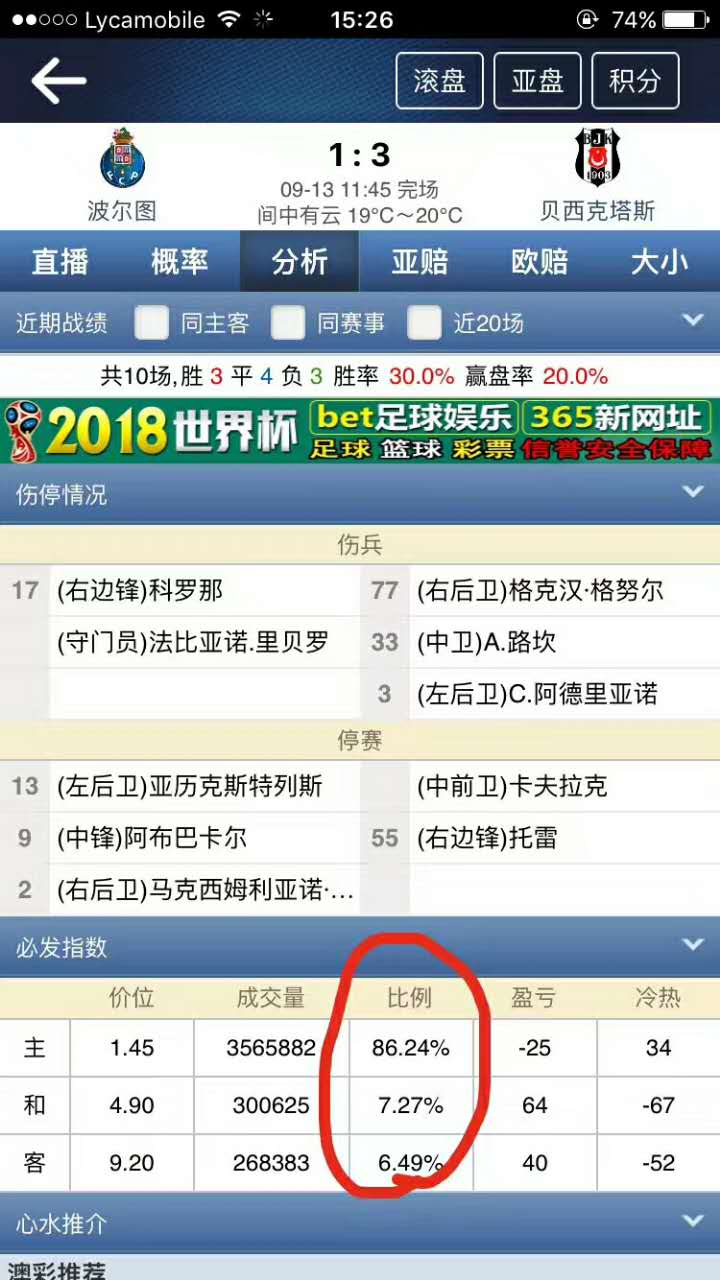 Lycamobile 15:26 74%
滚盘 亚盘 积分
1:3
09-13 11:45 完场
间中有云 19°C～20°C
波尔图 贝西克塔斯
直播 概率 分析 亚赔 欧赔 大小
近期战绩 同主客 同赛事 近20场
共10场,胜 3 平 4 负 3 胜率 30.0% 赢盘率 20.0%
2018世界杯 bet足球娱乐 365新网址
足球 篮球 彩票 信誉安全保障
伤停情况
伤兵
17 (右边锋)科罗那 77 (右后卫)格克汉·格努尔
(守门员)法比亚诺.里贝罗 33 (中卫)A.路坎
3 (左后卫)C.阿德里亚诺
停赛
13 (左后卫)亚历克斯特列斯 (中前卫)卡夫拉克
9 (中锋)阿布巴卡尔 55 (右边锋)托雷
2 (右后卫)马克西姆利亚诺·...
必发指数
价位 成交量 比例 盈亏 冷热
主 1.45 3565882 86.24% -25 34
和 4.90 300625 7.27% 64 -67
客 9.20 268383 6.49% 40 -52
心水推介
澳彩推荐